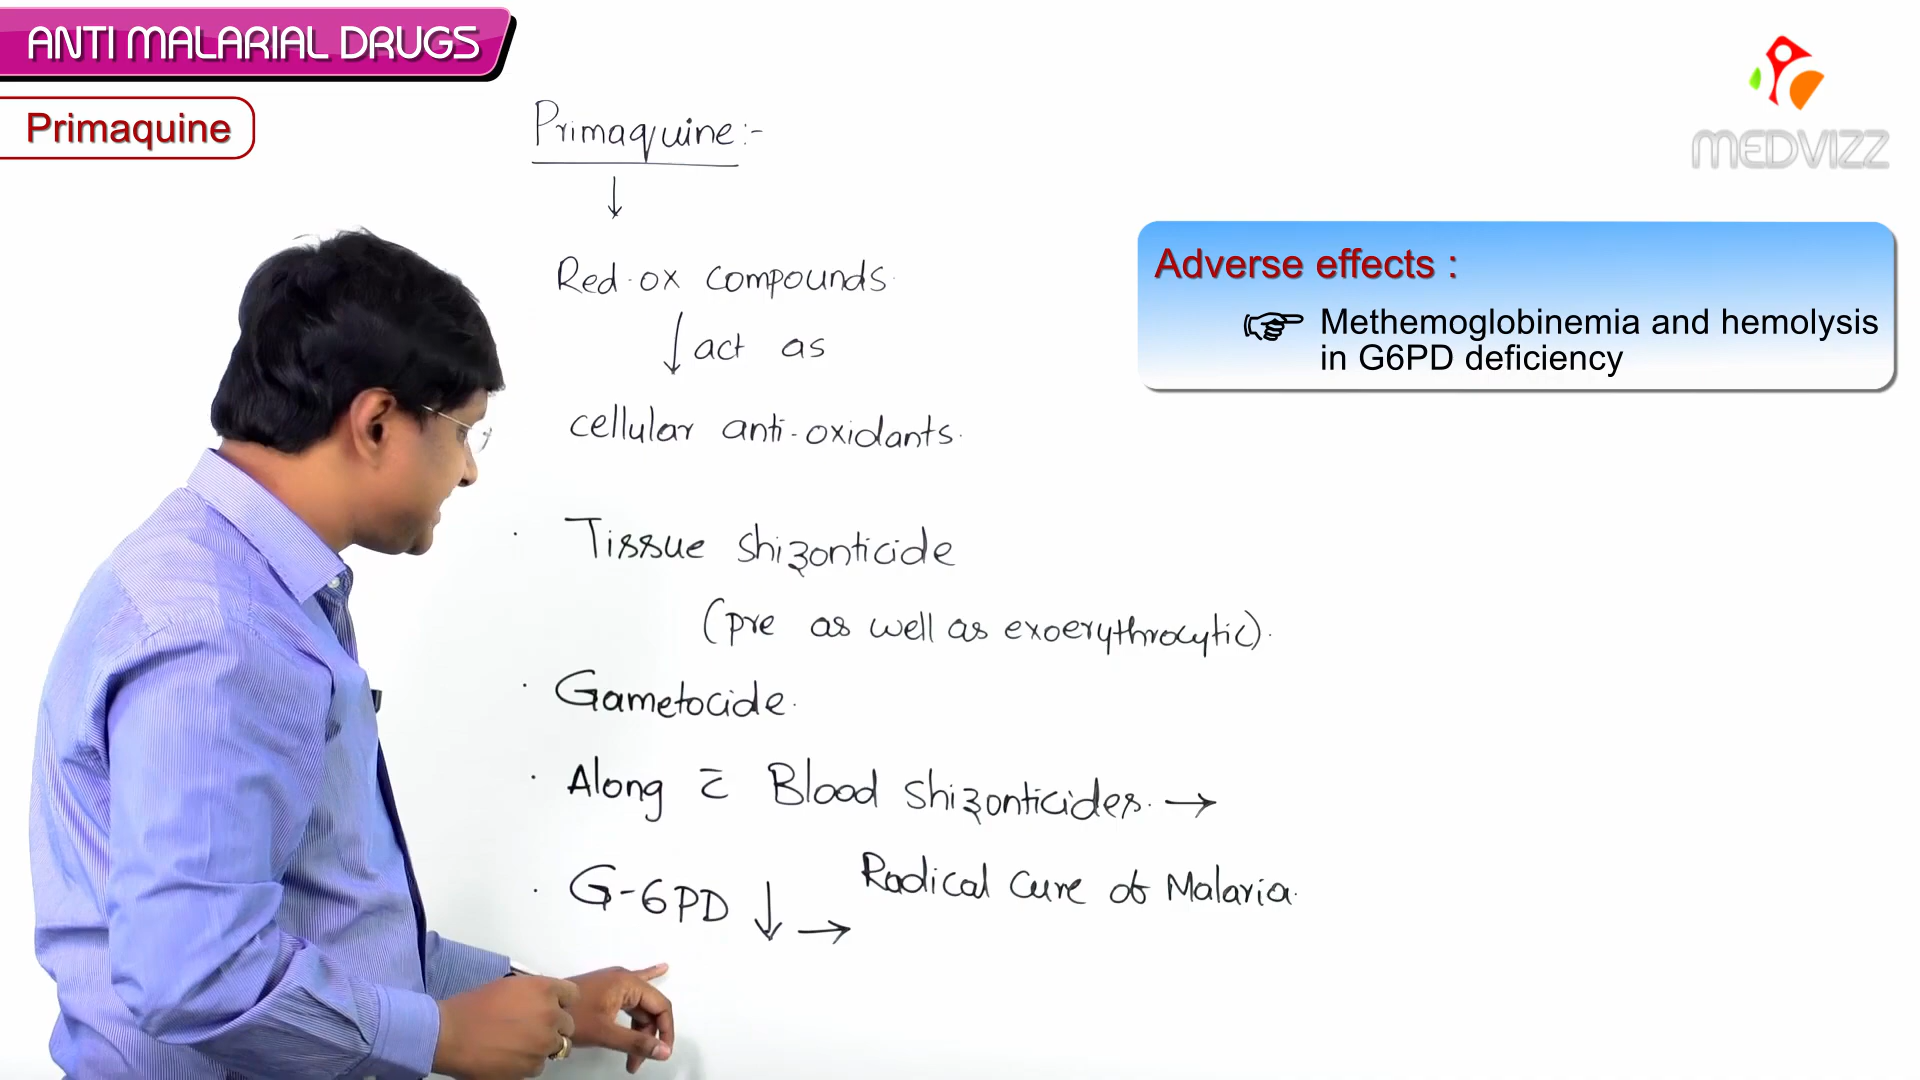 ANTI MALARIAL DRUGS
Primaquine
MEDVIZZ
Primaquine:-
↓
Red-ox compounds.
↓ act as
cellular anti-oxidants.
Adverse effects :
Methemoglobinemia and hemolysis
in G6PD deficiency
· Tissue shizonticide
(pre as well as exoerythrocytic).
· Gametocide.
· Along c̄ Blood shizonticides. →
Radical cure of Malaria.
· G-6PD ↓ →